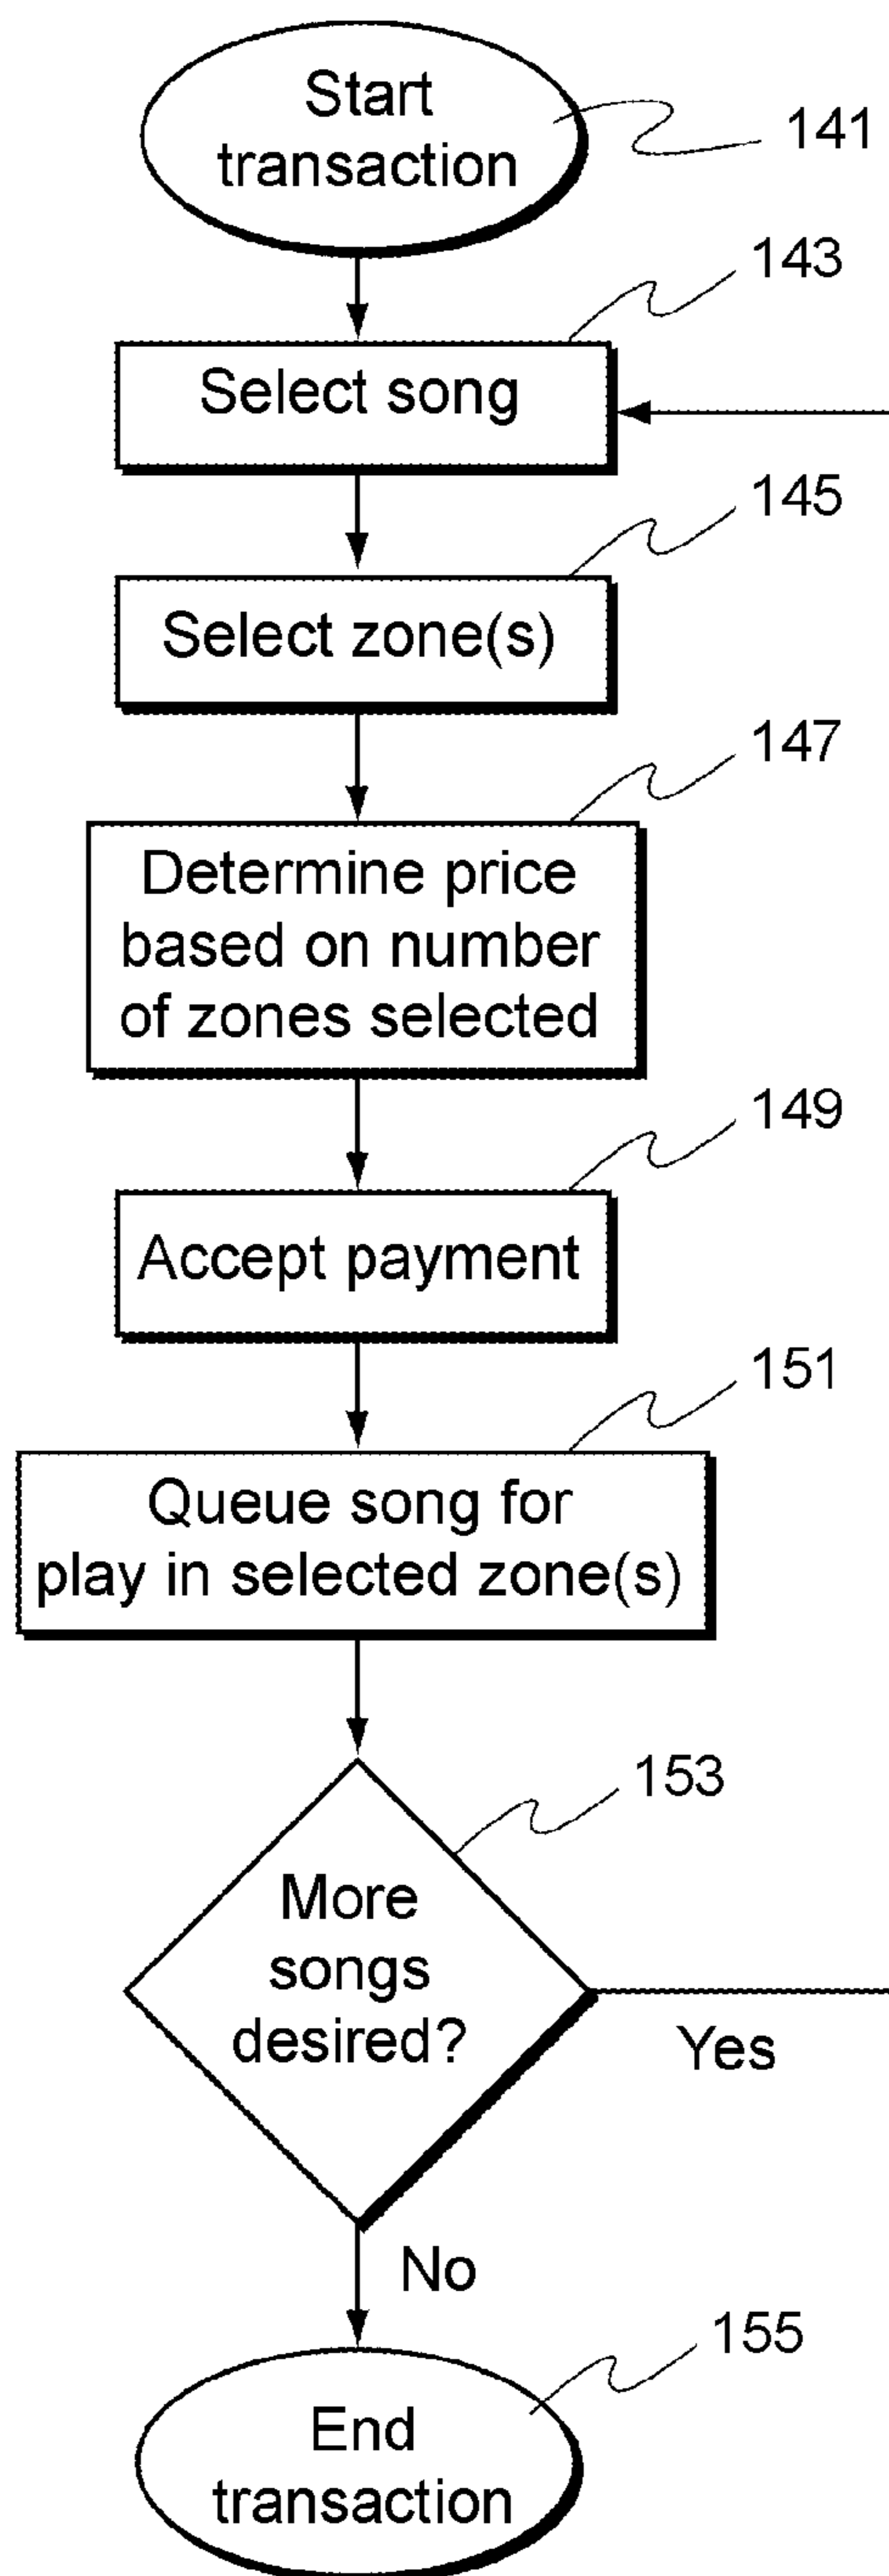 Start
transaction
141
143
Select song
145
Select zone(s)
147
Determine price
based on number
of zones selected
149
Accept payment
151
Queue song for
play in selected zone(s)
153
More
songs
desired?
Yes
No
155
End
transaction